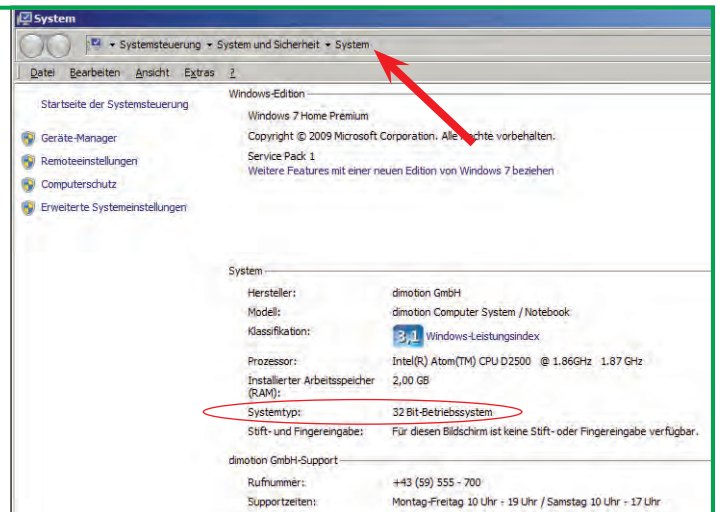 System
Systemsteuerung System und Sicherheit System
Datei Bearbeiten Ansicht Extras ?
Startseite der Systemsteuerung
Geräte-Manager
Remoteeinstellungen
Computerschutz
Erweiterte Systemeinstellungen
Windows-Edition
Windows 7 Home Premium
Copyright © 2009 Microsoft Corporation. Alle Rechte vorbehalten.
Service Pack 1
Weitere Features mit einer neuen Edition von Windows 7 beziehen
System
Hersteller: dimotion GmbH
Modell: dimotion Computer System / Notebook
Klassifikation: 3,1 Windows-Leistungsindex
Prozessor: Intel(R) Atom(TM) CPU D2500 @ 1.86GHz 1.87 GHz
Installierter Arbeitsspeicher 2,00 GB
(RAM):
Systemtyp: 32 Bit-Betriebssystem
Stift- und Fingereingabe: Für diesen Bildschirm ist keine Stift- oder Fingereingabe verfügbar.
dimotion GmbH-Support
Rufnummer: +43 (59) 555 - 700
Supportzeiten: Montag-Freitag 10 Uhr - 19 Uhr / Samstag 10 Uhr - 17 Uhr